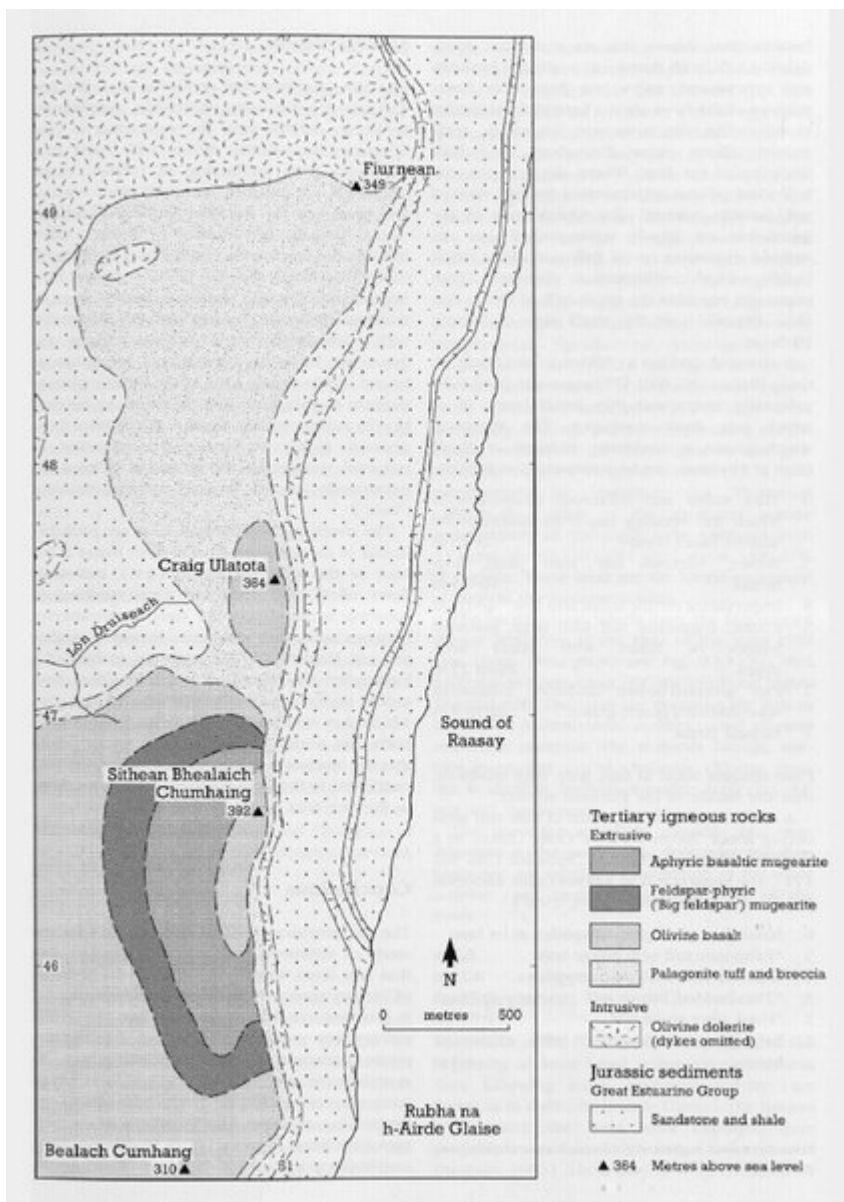 Fiurnean
349
49
48
Craig Ulatota
364
Lòn Druiseach
47
Sound of
Raasay
Sithean Bhealaich
Chumhaing
392
46
N
0 metres 500
Rubha na
h-Airde Glaise
Bealach Cumhang
310
51
Tertiary igneous rocks
Extrusive
Aphyric basaltic mugearite
Feldspar-phyric
('Big feldspar') mugearite
Olivine basalt
Palagonite tuff and breccia
Intrusive
Olivine dolerite
(dykes omitted)
Jurassic sediments
Great Estuarine Group
Sandstone and shale
364 Metres above sea level